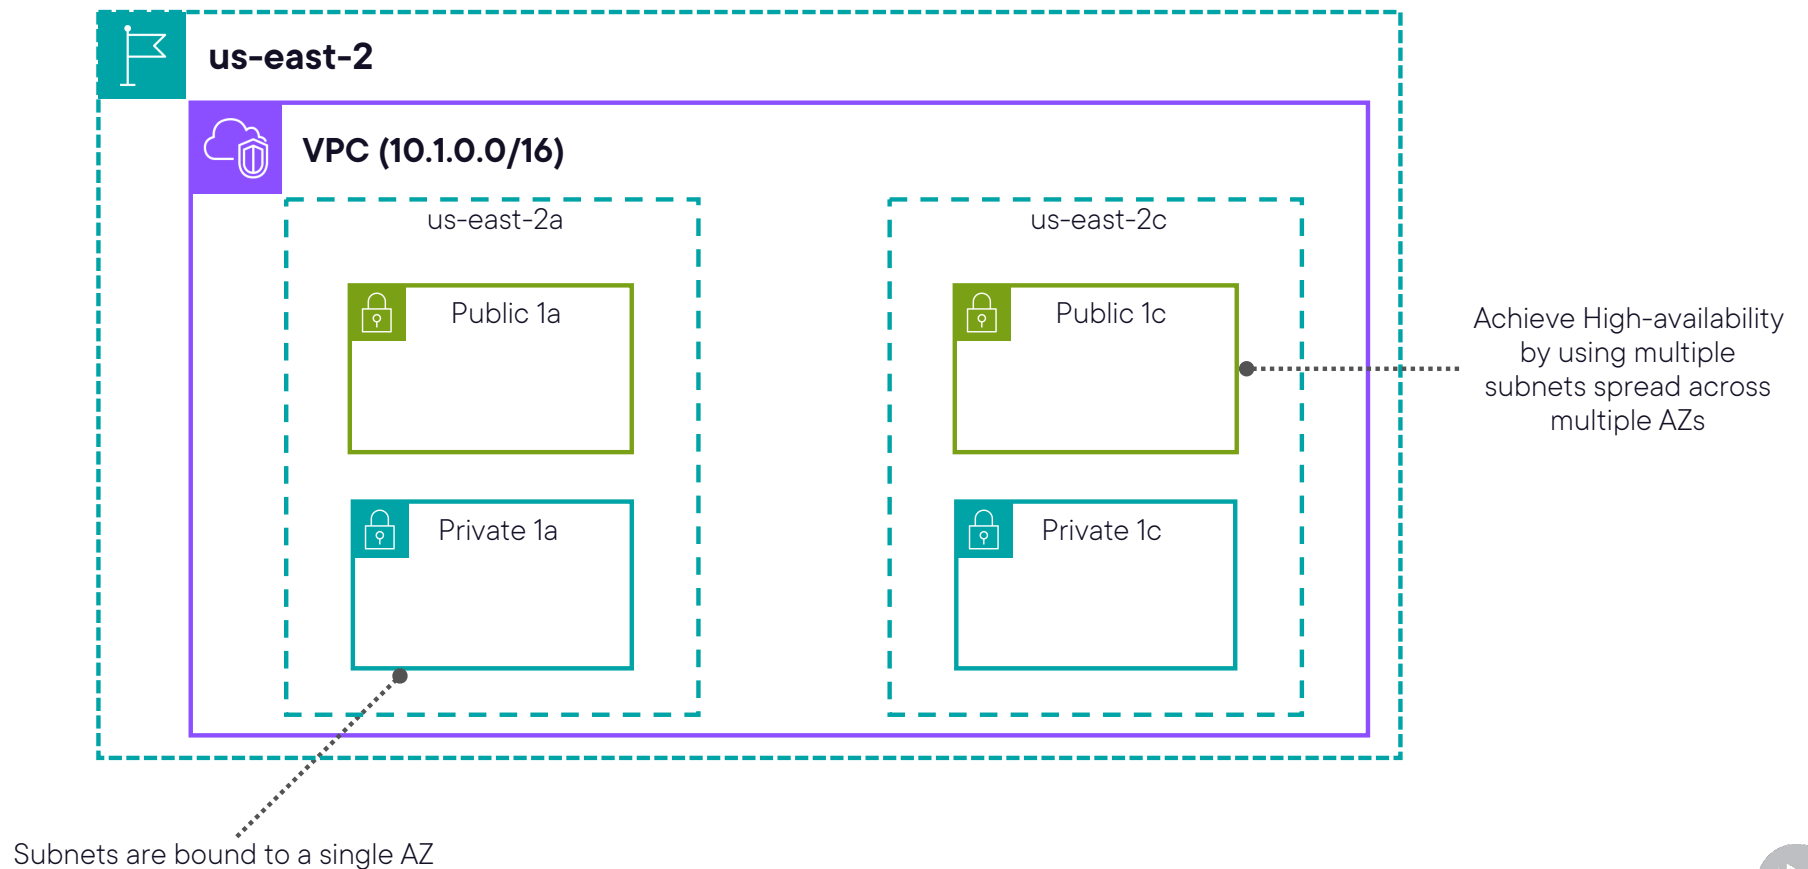 us-east-2
VPC (10.1.0.0/16)
us-east-2a
us-east-2c
Public 1a
Public 1c
Achieve High-availability
by using multiple
subnets spread across
multiple AZs
Private 1a
Private 1c
Subnets are bound to a single AZ